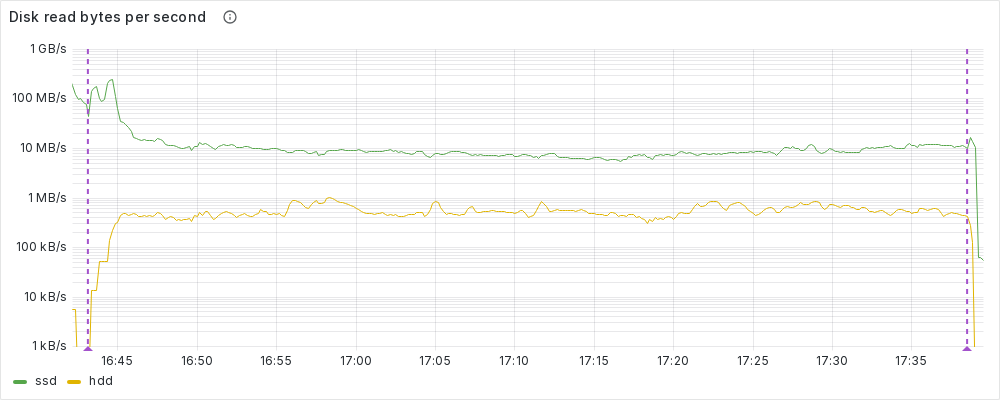 Disk read bytes per second
1 GB/s
100 MB/s
10 MB/s
1 MB/s
100 kB/s
10 kB/s
1 kB/s
16:45 16:50 16:55 17:00 17:05 17:10 17:15 17:20 17:25 17:30 17:35
ssd hdd